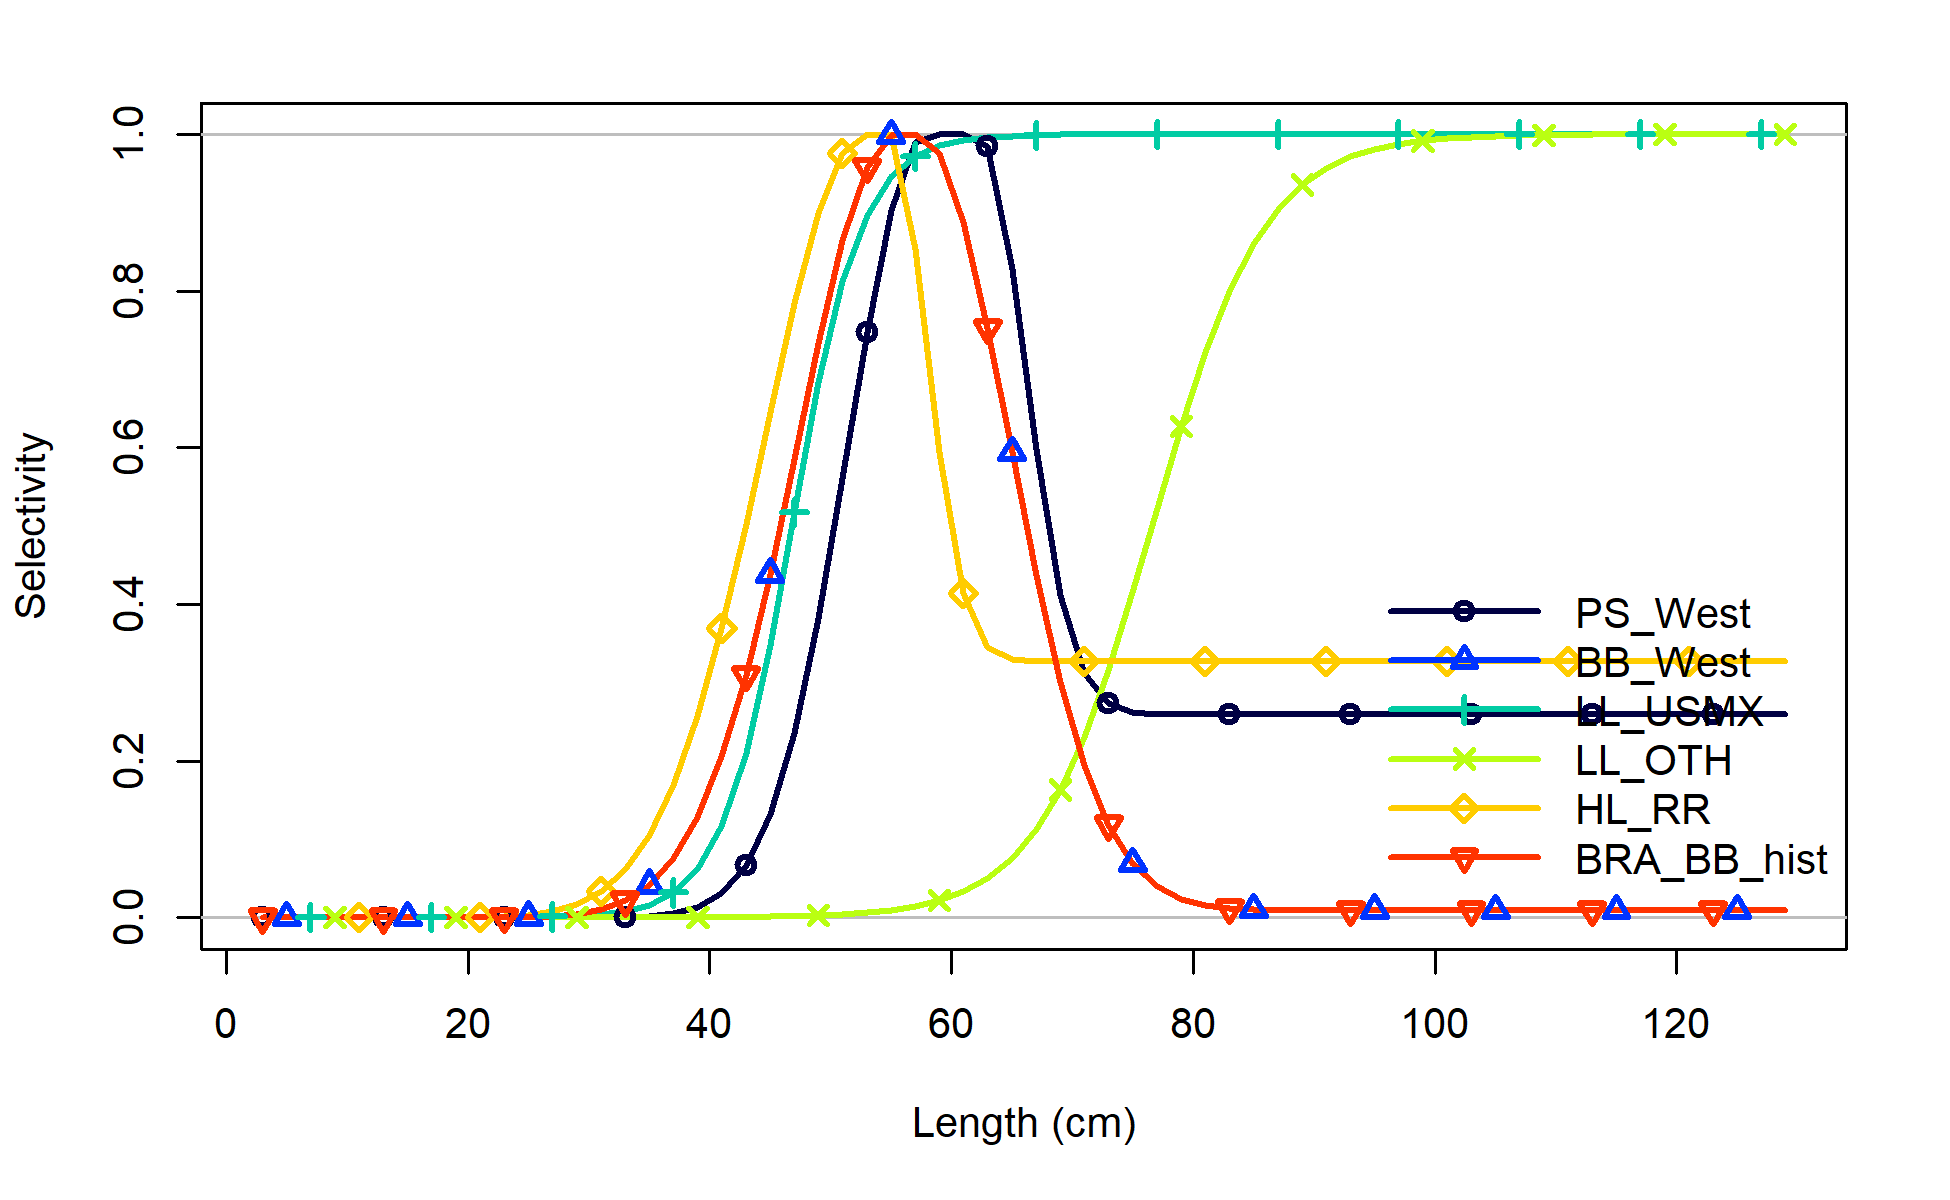 Selectivity
1.0
0.8
0.6
0.4
0.2
0.0
PS_West
BB_West
LL_USMX
LL_OTH
HL_RR
BRA_BB_hist
0 20 40 60 80 100 120
Length (cm)